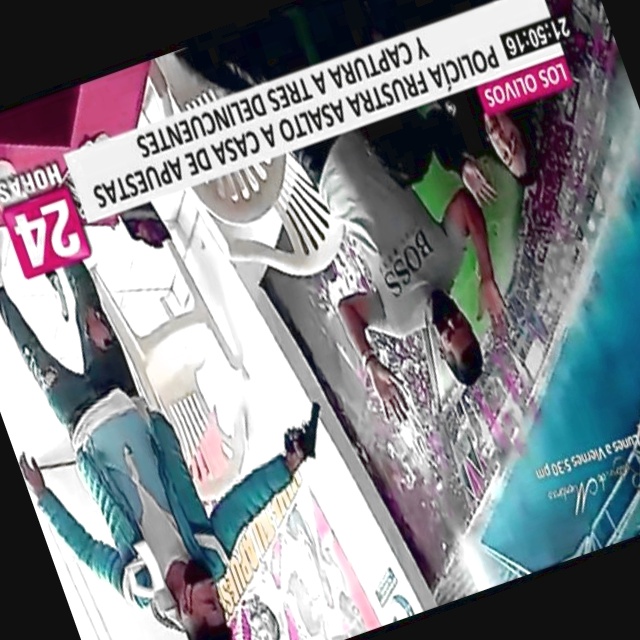 LOS OLIVOS
21:50:16
POLICÍA FRUSTRA ASALTO A CASA DE APUESTAS
Y CAPTURA A TRES DELINCUENTES
24
HORAS
BOSS
Lunes a Viernes 5:30 pm